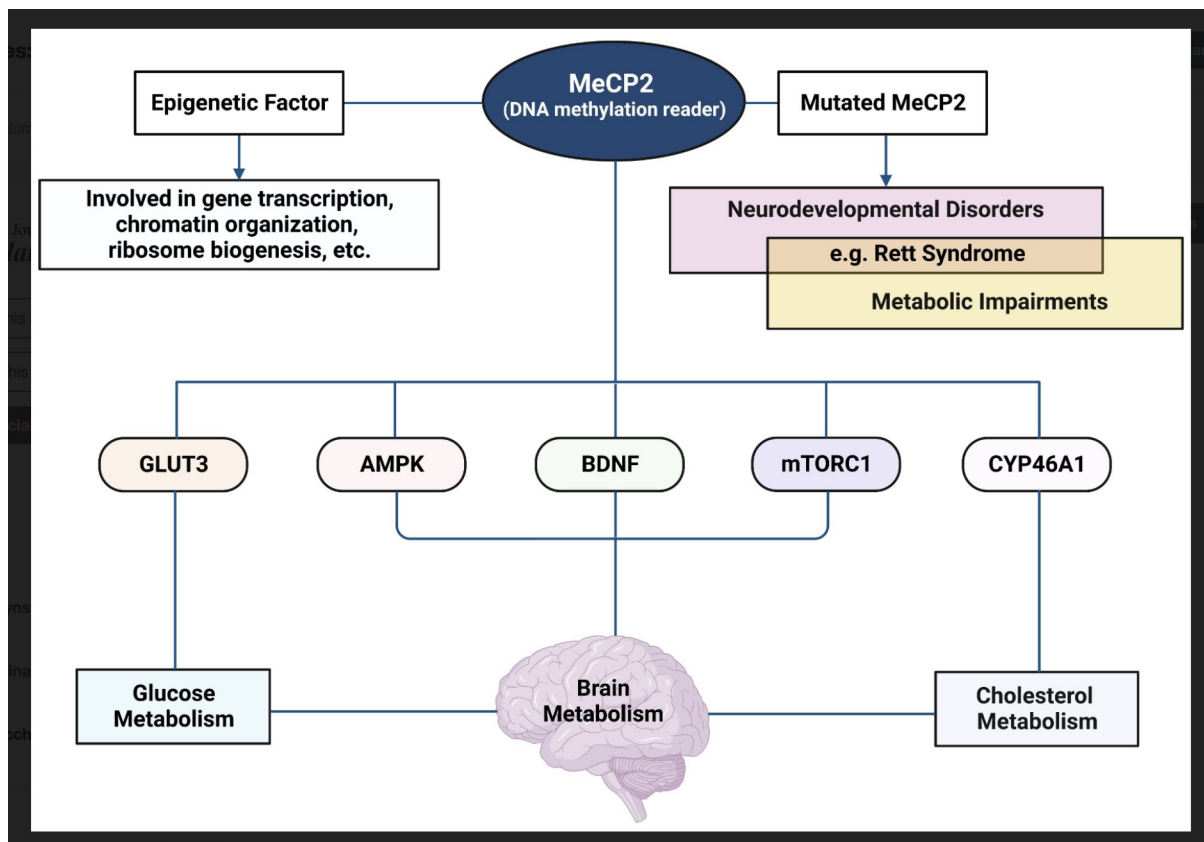 MeCP2
(DNA methylation reader)
Epigenetic Factor
Mutated MeCP2
Involved in gene transcription,
chromatin organization,
ribosome biogenesis, etc.
Neurodevelopmental Disorders
e.g. Rett Syndrome
Metabolic Impairments
GLUT3
AMPK
BDNF
mTORC1
CYP46A1
Glucose
Metabolism
Brain
Metabolism
Cholesterol
Metabolism